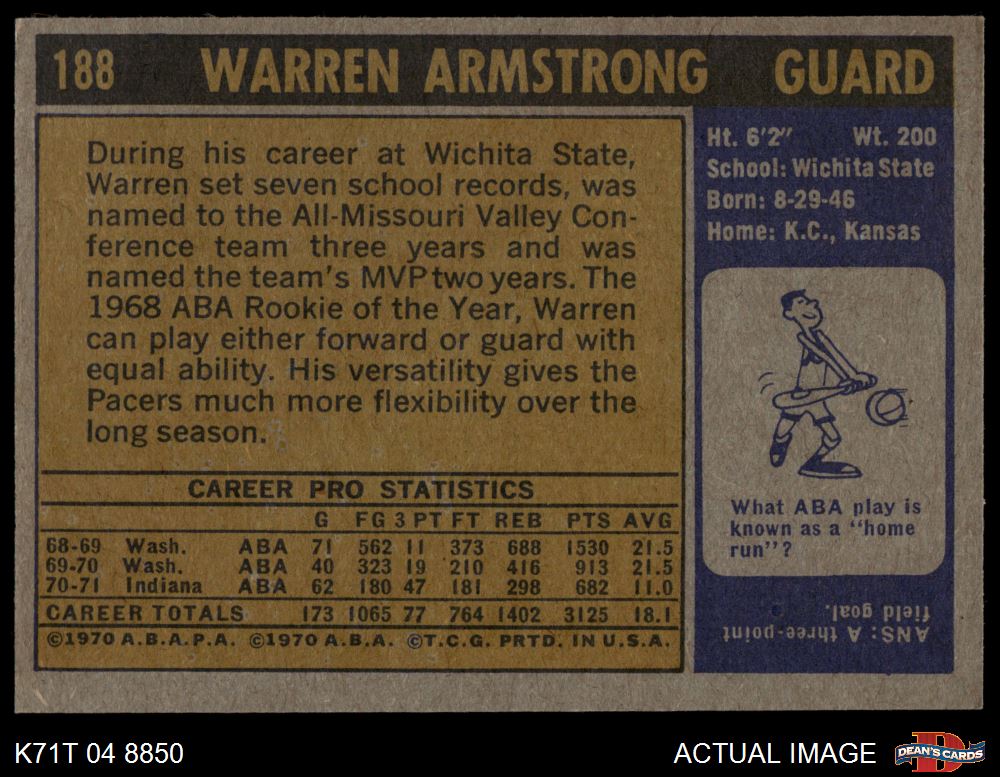 188 WARREN ARMSTRONG GUARD
During his career at Wichita State,
Warren set seven school records, was
named to the All-Missouri Valley Con-
ference team three years and was
named the team's MVP two years. The
1968 ABA Rookie of the Year, Warren
can play either forward or guard with
equal ability. His versatility gives the
Pacers much more flexibility over the
long season.
CAREER PRO STATISTICS
G FG 3 PT FT REB PTS AVG
68-69 Wash. ABA 71 562 11 373 688 1530 21.5
69-70 Wash. ABA 40 323 19 210 416 913 21.5
70-71 Indiana ABA 62 180 47 181 298 682 11.0
CAREER TOTALS 173 1065 77 764 1402 3125 18.1
©1970 A.B.A.P.A. ©1970 A.B.A. ©T.C.G. PRTD. IN U.S.A.
Ht. 6'2" Wt. 200
School: Wichita State
Born: 8-29-46
Home: K.C., Kansas
What ABA play is
known as a "home
run"?
ANS: A three-point
field goal.
K71T 04 8850
ACTUAL IMAGE
D
DEAN'S CARDS